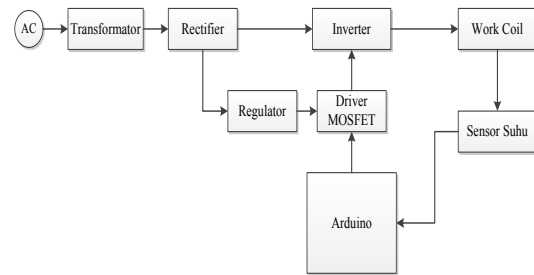 AC
Transformator
Rectifier
Inverter
Work Coil
Regulator
Driver
MOSFET
Sensor Suhu
Arduino